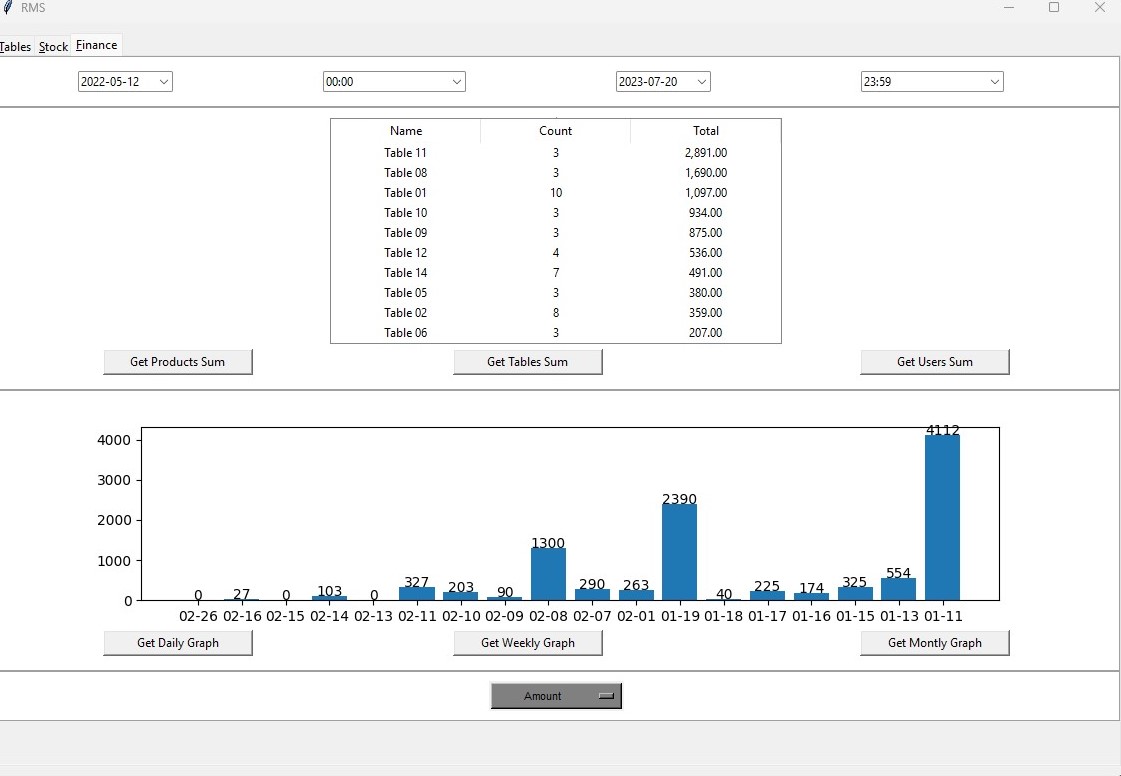 RMS
Tables Stock Finance
2022-05-12 00:00 2023-07-20 23:59
Name Count Total
Table 11 3 2,891.00
Table 08 3 1,690.00
Table 01 10 1,097.00
Table 10 3 934.00
Table 09 3 875.00
Table 12 4 536.00
Table 14 7 491.00
Table 05 3 380.00
Table 02 8 359.00
Table 06 3 207.00
Get Products Sum Get Tables Sum Get Users Sum
4000
3000
2000
1000
0
0 27 0 103 0 327 203 90 1300 290 263 2390 40 225 174 325 554 4112
02-26 02-16 02-15 02-14 02-13 02-11 02-10 02-09 02-08 02-07 02-01 01-19 01-18 01-17 01-16 01-15 01-13 01-11
Get Daily Graph Get Weekly Graph Get Montly Graph
Amount